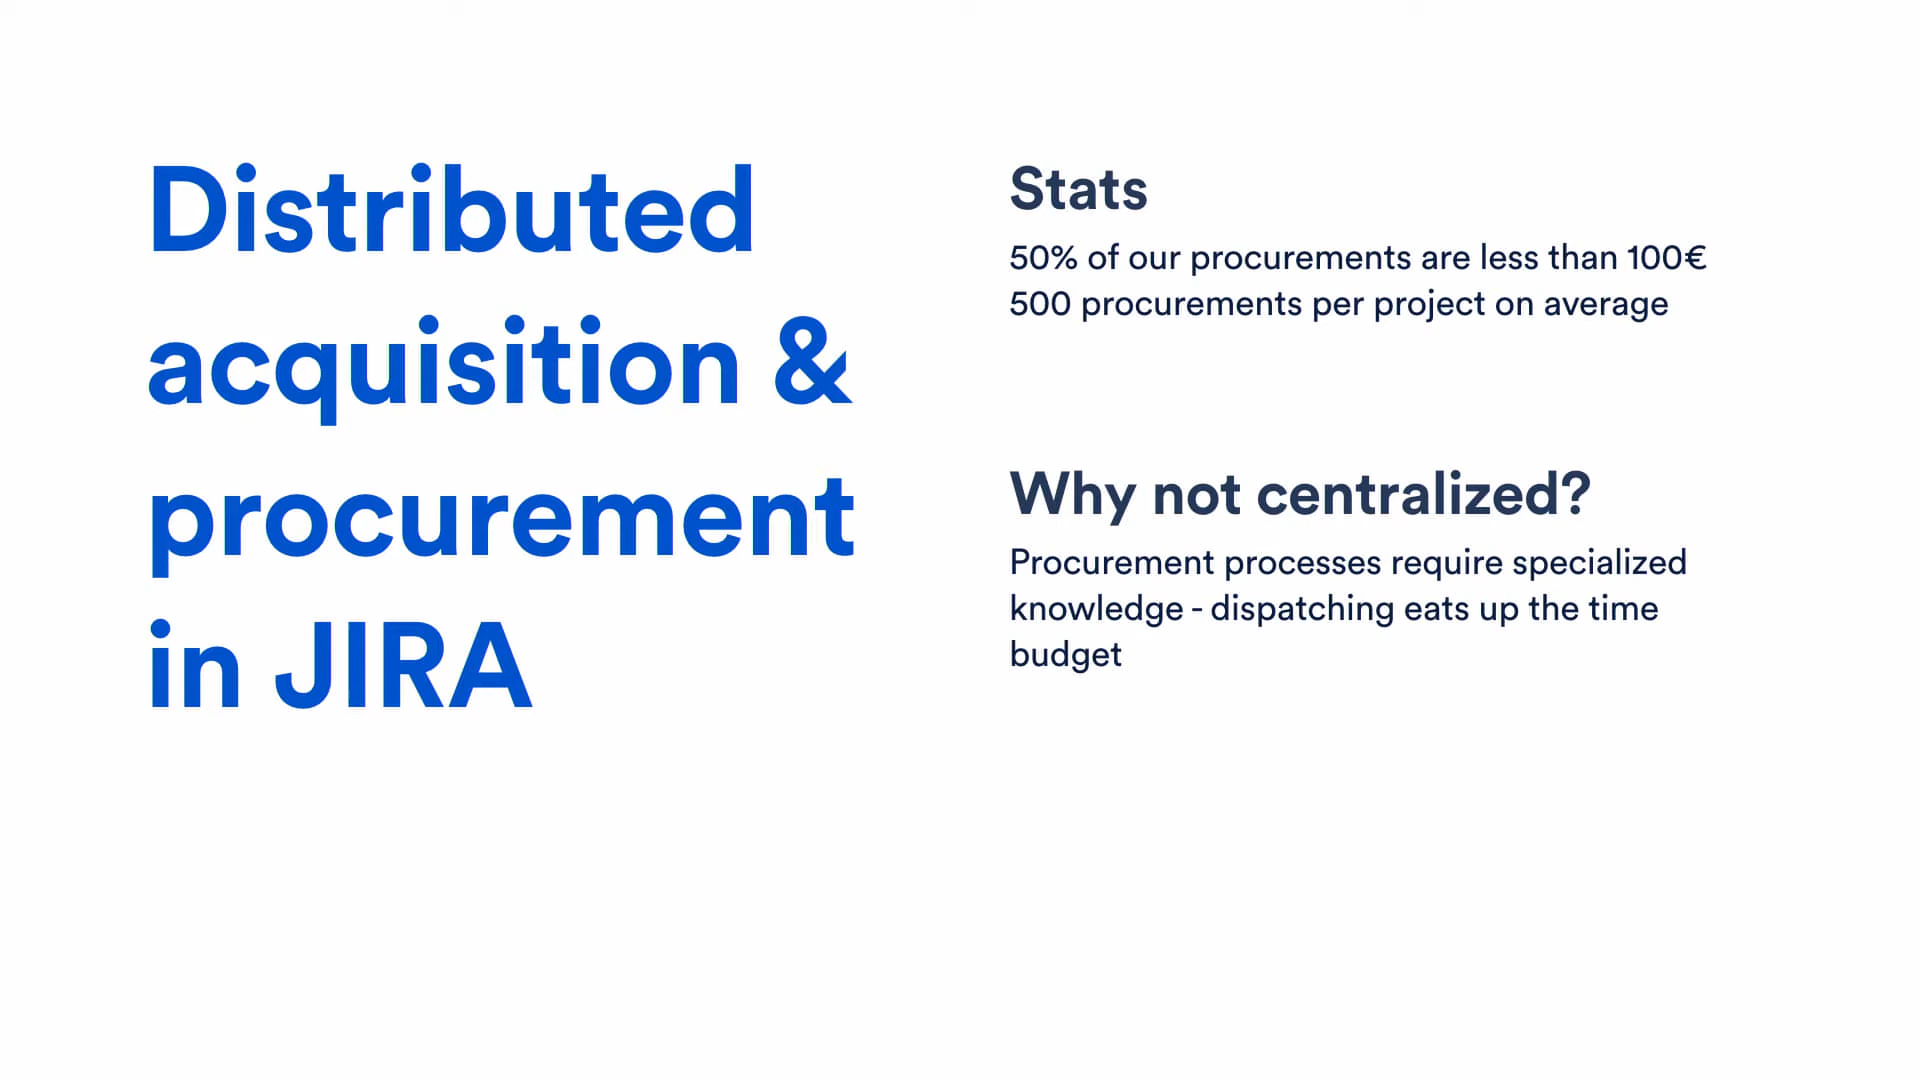 Distributed
acquisition &
procurement
in JIRA
Stats
50% of our procurements are less than 100€
500 procurements per project on average
Why not centralized?
Procurement processes require specialized
knowledge - dispatching eats up the time
budget